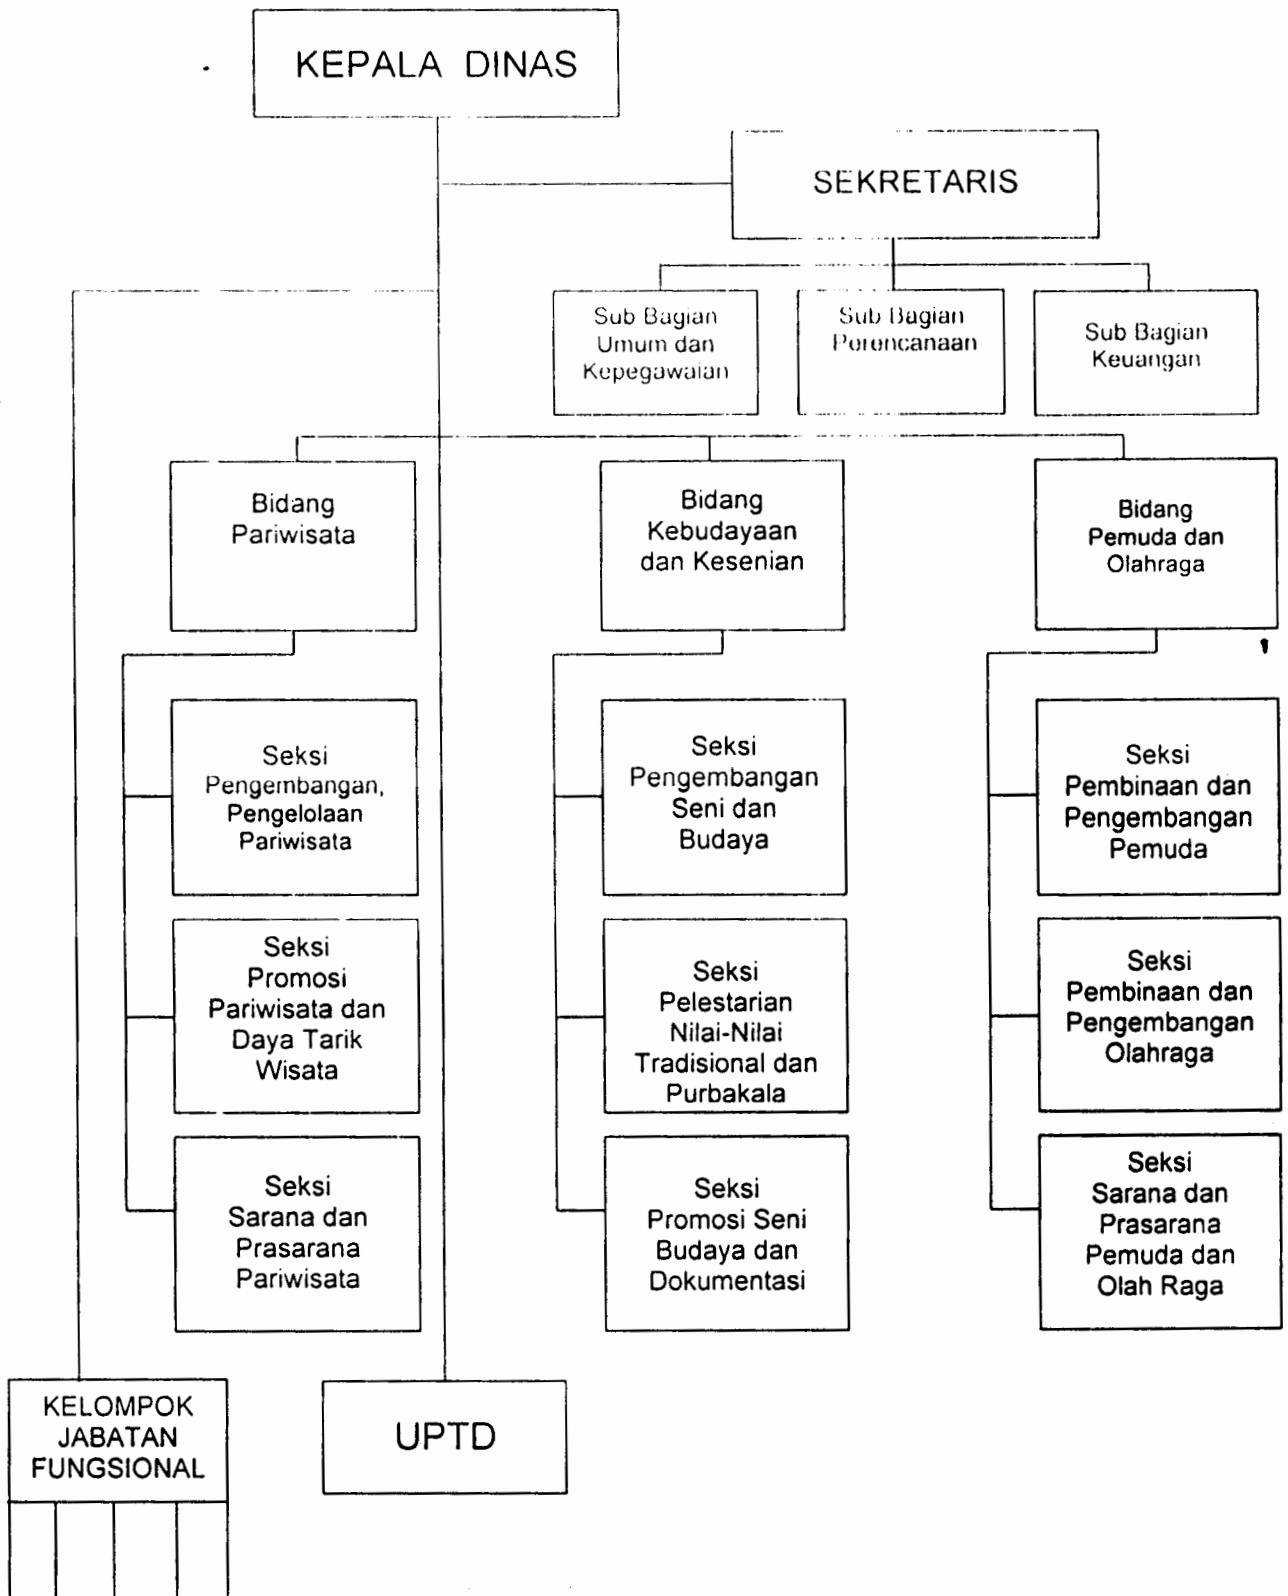 KEPALA DINAS
SEKRETARIS
Sub Bagian
Umum dan
Kepegawaian
Sub Bagian
Perencanaan
Sub Bagian
Keuangan
Bidang
Pariwisata
Bidang
Kebudayaan
dan Kesenian
Bidang
Pemuda dan
Olahraga
Seksi
Pengembangan,
Pengelolaan
Pariwisata
Seksi
Pengembangan
Seni dan
Budaya
Seksi
Pembinaan dan
Pengembangan
Pemuda
Seksi
Promosi
Pariwisata dan
Daya Tarik
Wisata
Seksi
Pelestarian
Nilai-Nilai
Tradisional dan
Purbakala
Seksi
Pembinaan dan
Pengembangan
Olahraga
Seksi
Sarana dan
Prasarana
Pariwisata
Seksi
Promosi Seni
Budaya dan
Dokumentasi
Seksi
Sarana dan
Prasarana
Pemuda dan
Olah Raga
KELOMPOK
JABATAN
FUNGSIONAL
UPTD